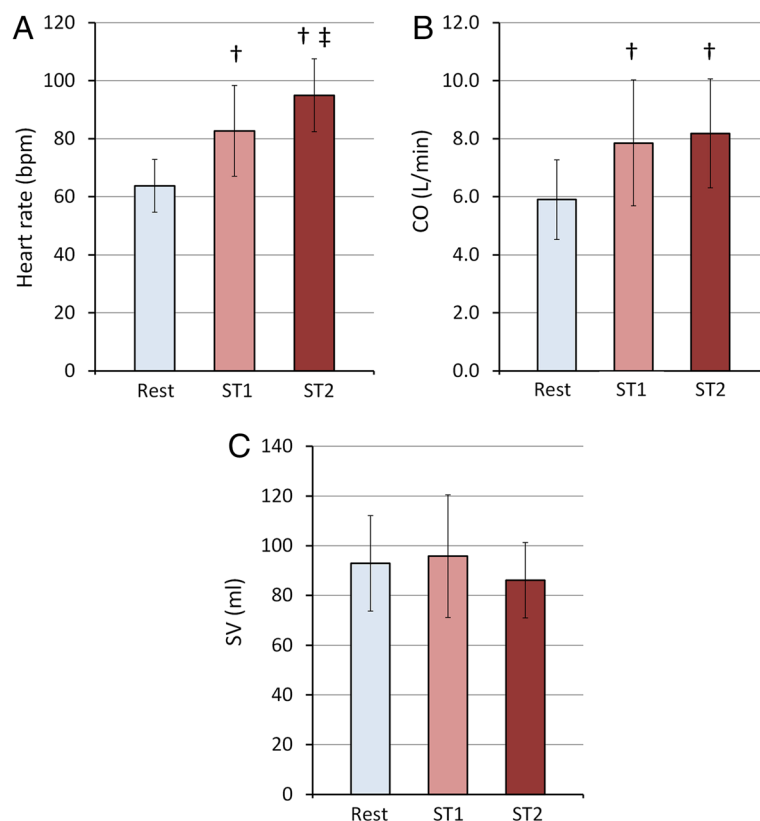 A
Heart rate (bpm)
120
100
80
60
40
20
0
†
† ‡
Rest ST1 ST2
B
CO (L/min)
12.0
10.0
8.0
6.0
4.0
2.0
0.0
†
†
Rest ST1 ST2
C
SV (ml)
140
120
100
80
60
40
20
0
Rest ST1 ST2